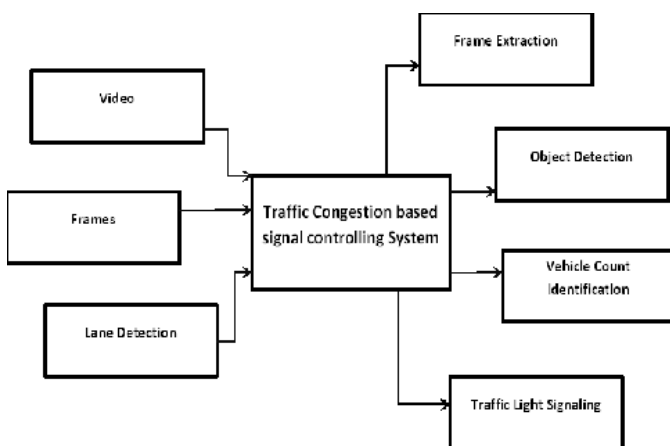 Frame Extraction
Video
Object Detection
Frames
Traffic Congestion based
signal controlling System
Vehicle Count
Identification
Lane Detection
Traffic Light Signaling